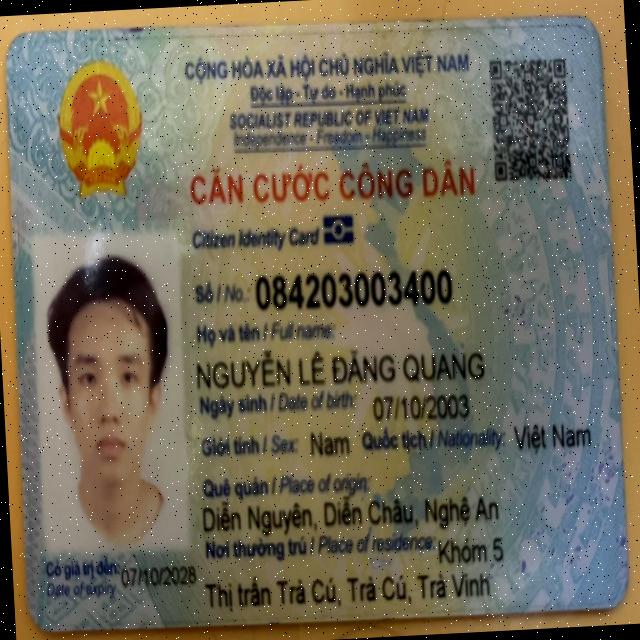 CỘNG HÒA XÃ HỘI CHỦ NGHĨA VIỆT NAM
Độc lập - Tự do - Hạnh phúc
SOCIALIST REPUBLIC OF VIET NAM
Independence - Freedom - Happiness
CĂN CƯỚC CÔNG DÂN
Citizen Identity Card
Số / No.: 084203003400
Họ và tên / Full name:
NGUYỄN LÊ ĐĂNG QUANG
Ngày sinh / Date of birth: 07/10/2003
Giới tính / Sex: Nam Quốc tịch / Nationality: Việt Nam
Quê quán / Place of origin:
Diễn Nguyên, Diễn Châu, Nghệ An
Nơi thường trú / Place of residence: Khóm 5
Thị trấn Trà Cú, Trà Cú, Trà Vinh
Có giá trị đến: 07/10/2028
Date of expiry